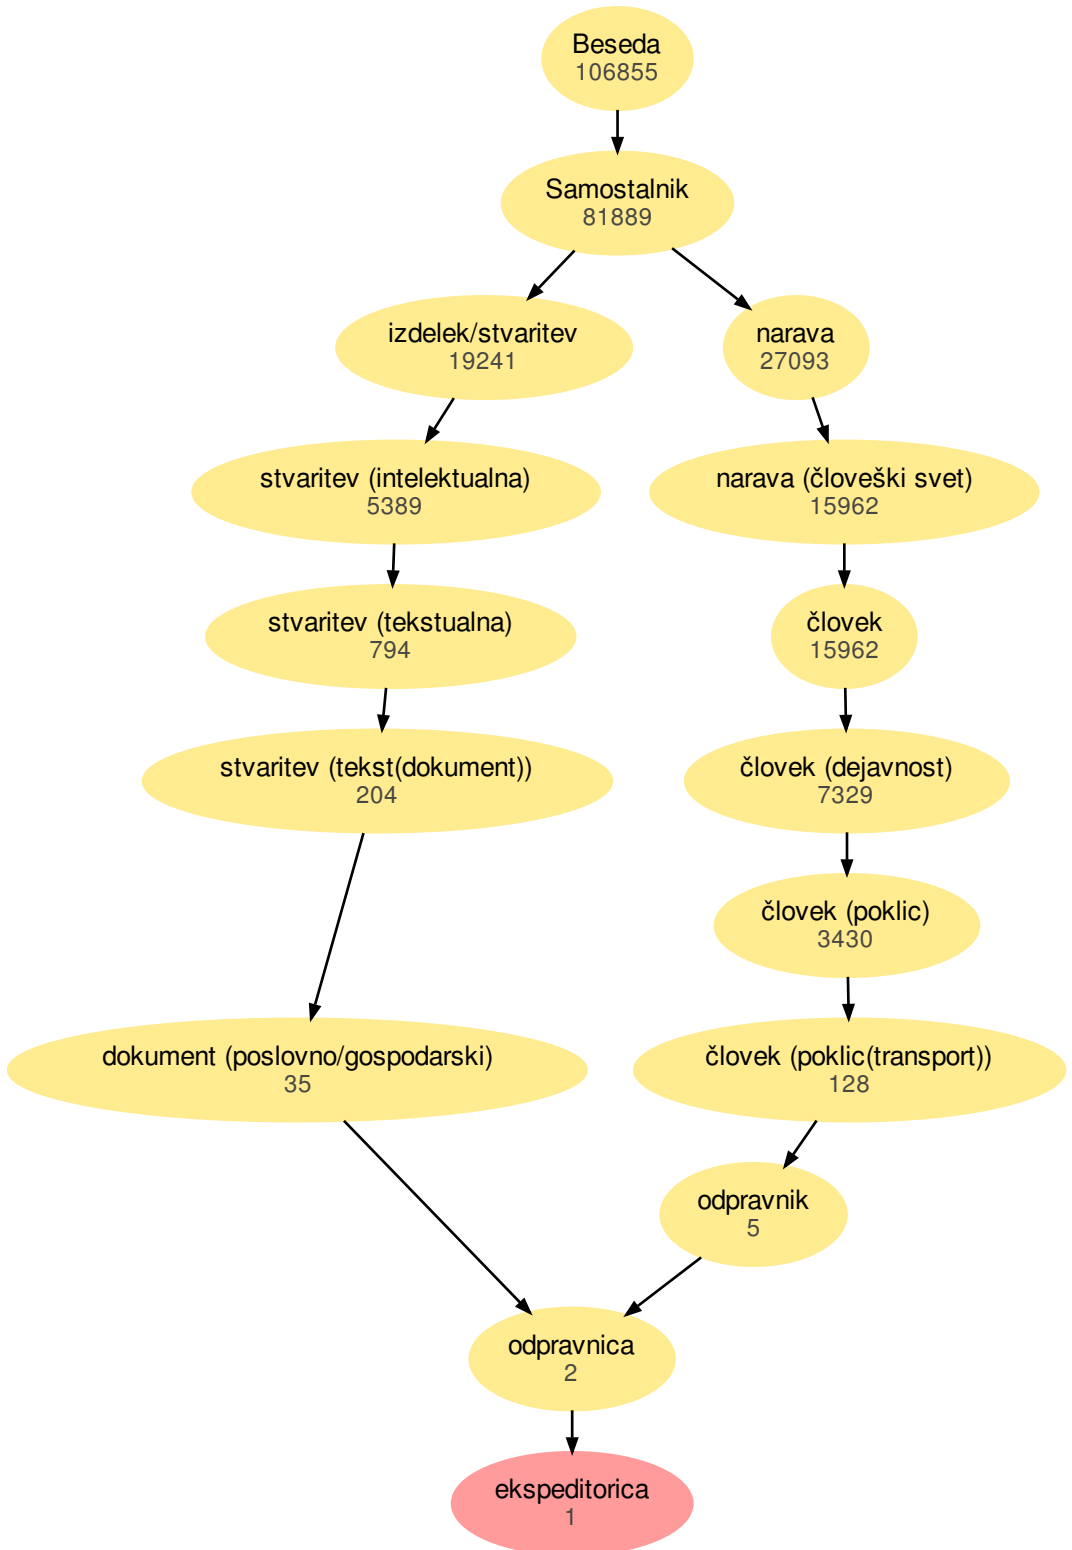 Beseda
106855
Samostalnik
81889
izdelek/stvaritev
19241
narava
27093
stvaritev (intelektualna)
5389
narava (človeški svet)
15962
stvaritev (tekstualna)
794
človek
15962
stvaritev (tekst(dokument))
204
človek (dejavnost)
7329
človek (poklic)
3430
dokument (poslovno/gospodarski)
35
človek (poklic(transport))
128
odpravnik
5
odpravnica
2
ekspeditorica
1